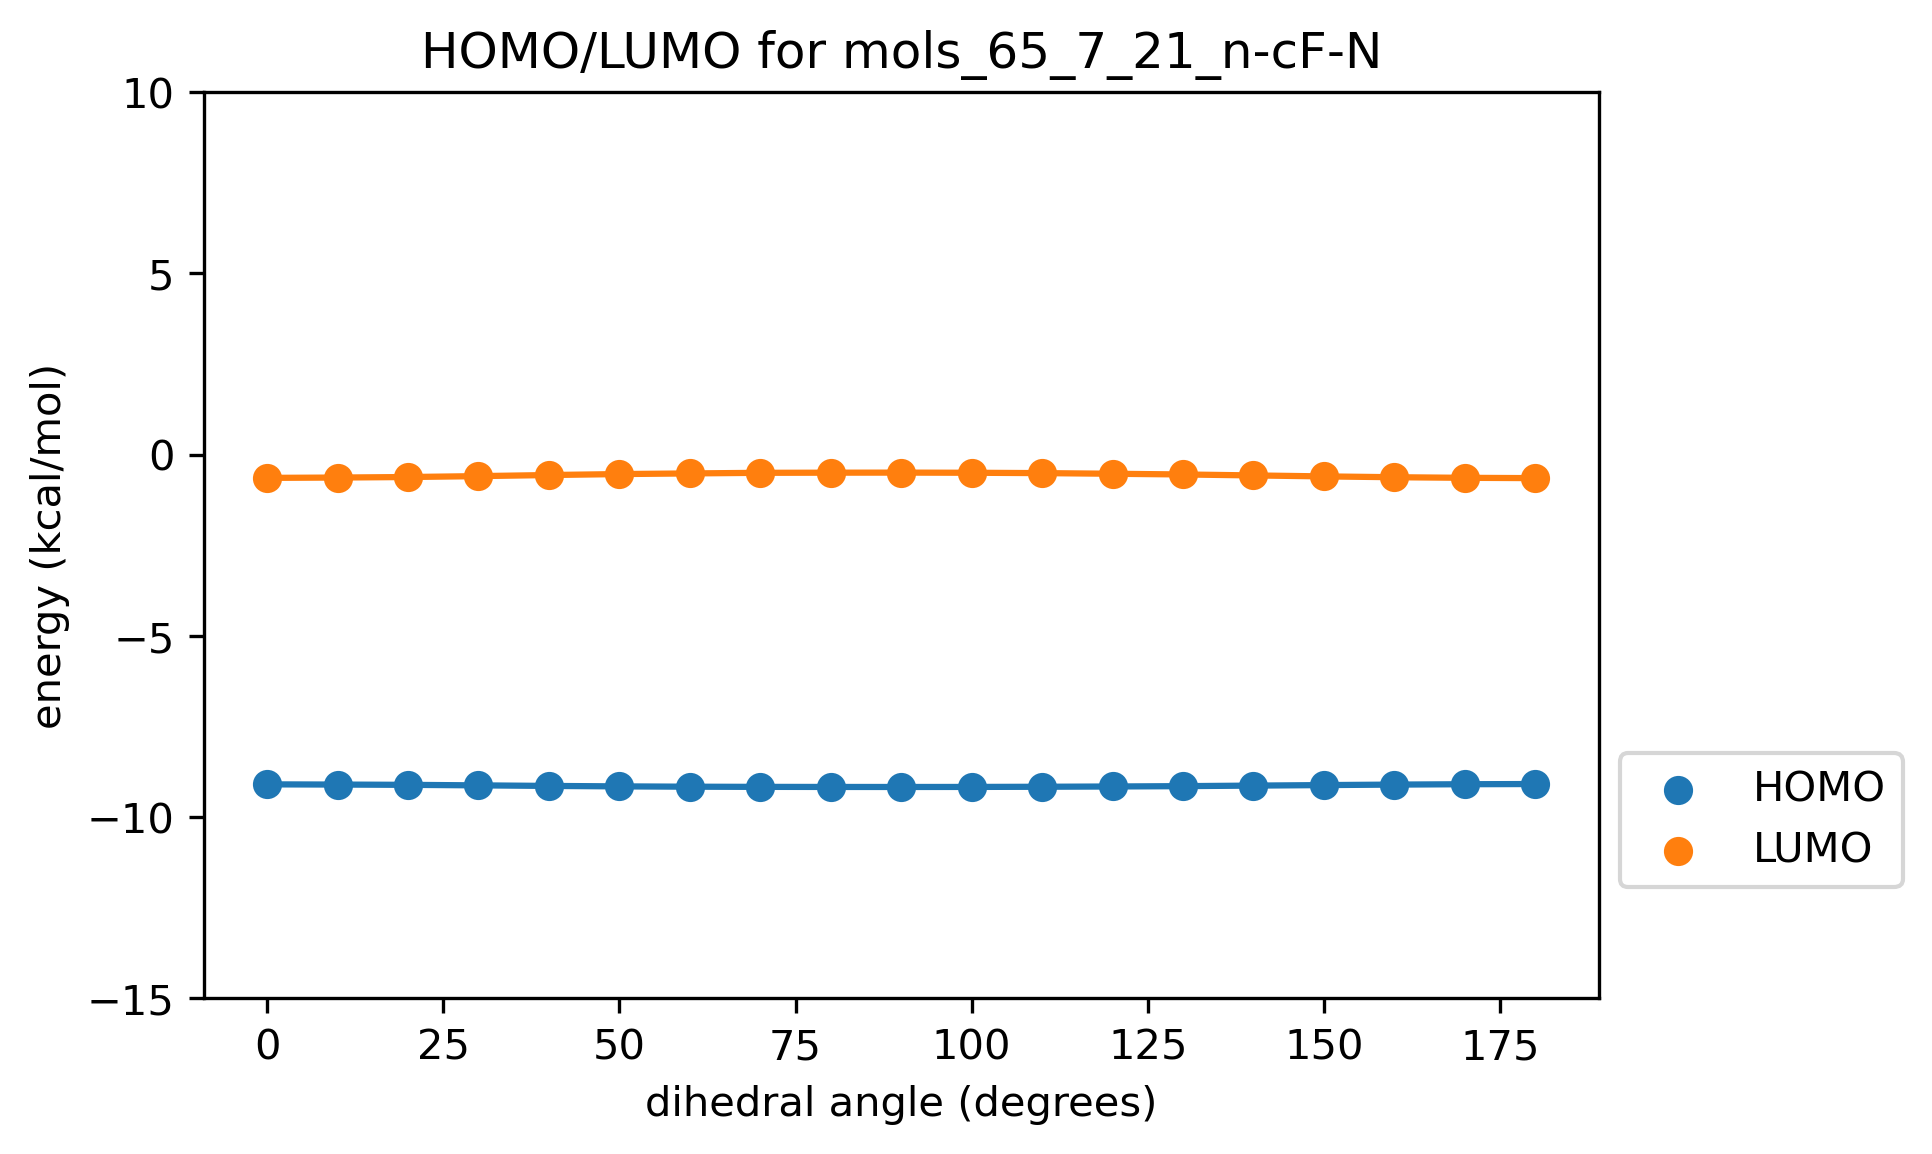 HOMO/LUMO for mols_65_7_21_n-cF-N
10
5
0
−5
−10
−15
energy (kcal/mol)
0 25 50 75 100 125 150 175
dihedral angle (degrees)
HOMO
LUMO